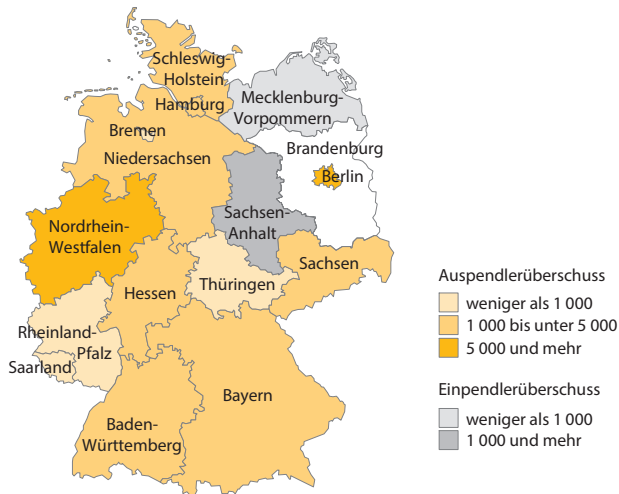 Schleswig-
Holstein
Hamburg
Mecklenburg-
Vorpommern
Bremen
Niedersachsen
Brandenburg
Berlin
Sachsen-
Anhalt
Nordrhein-
Westfalen
Sachsen
Thüringen
Hessen
Rheinland-
Pfalz
Saarland
Bayern
Baden-
Württemberg
Auspendlerüberschuss
weniger als 1 000
1 000 bis unter 5 000
5 000 und mehr
Einpendlerüberschuss
weniger als 1 000
1 000 und mehr